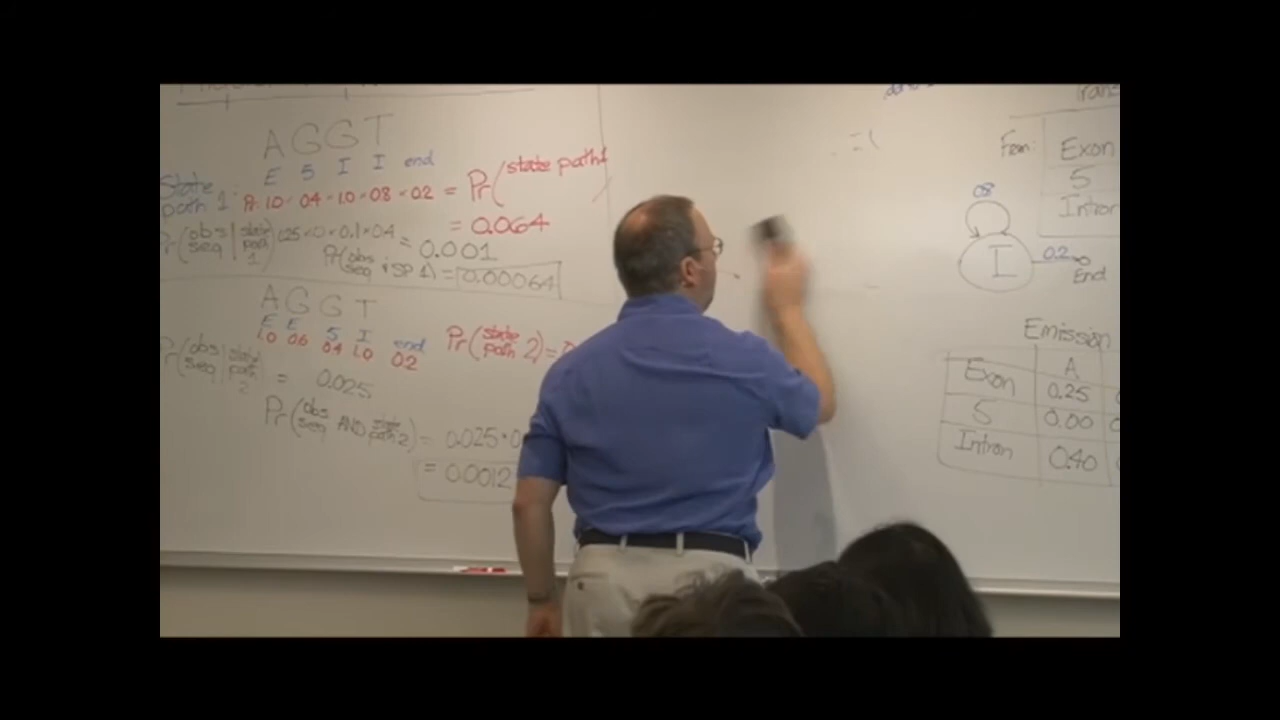 AGGT
E 5 I I end
State path 1: Pr: 1.0 · 0.4 · 1.0 · 0.8 · 0.2 = Pr(state path 1
= 0.064
Pr(obs seq | state path 1) .25 · 1.0 · 0.1 · 0.4 = 0.001
Pr(obs seq & SP 1) = 0.00064
AGGT
E E 5 I end
1.0 0.6 0.4 1.0 0.2
Pr(state path 2) =
Pr(obs seq | state path 2) = 0.025
Pr(obs seq AND state path 2) = 0.025 ·
= 0.0012
From: Exon
5
Intron
0.8
I 0.2 End
Emission
A
Exon 0.25
5 0.00
Intron 0.40